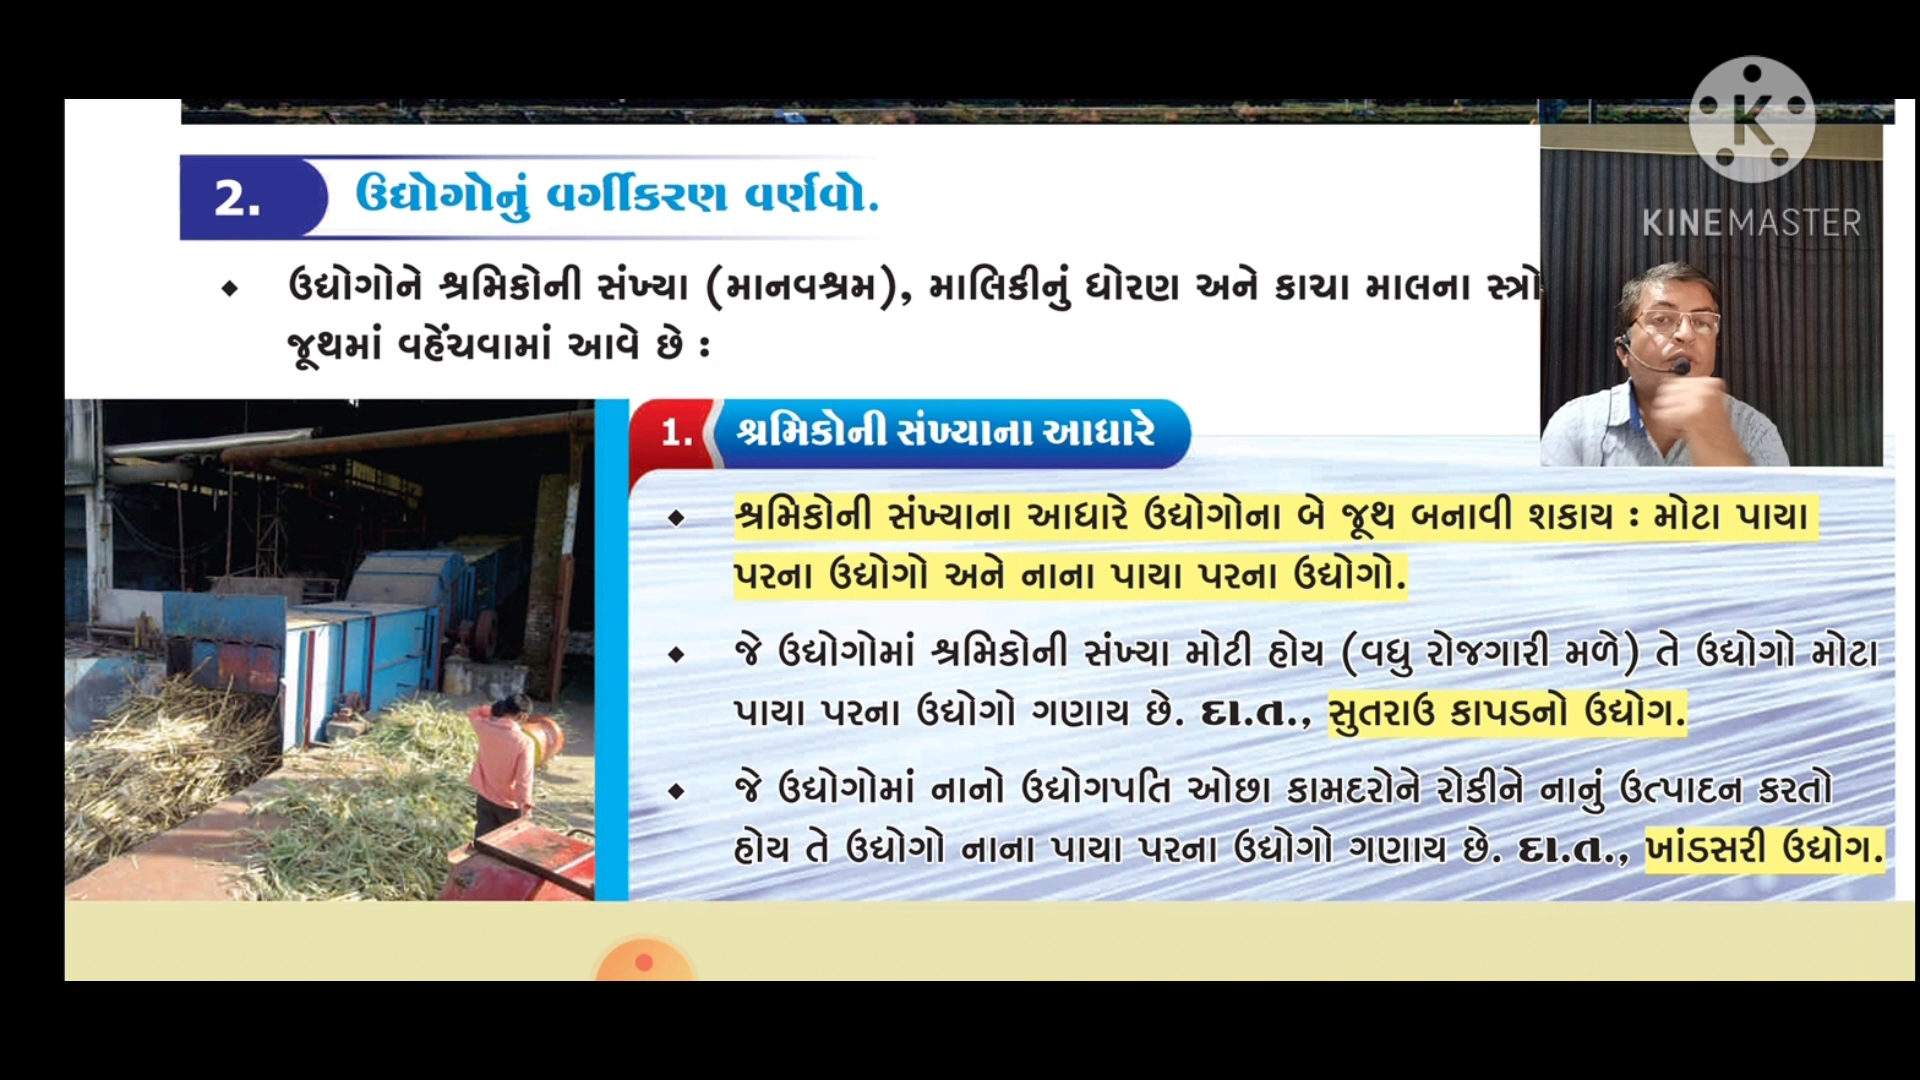 K
KINEMASTER
2. ઉદ્યોગોનું વર્ગીકરણ વર્ણવો.
◆ ઉદ્યોગોને શ્રમિકોની સંખ્યા (માનવશ્રમ), માલિકીનું ધોરણ અને કાચા માલના
જૂથમાં વહેંચવામાં આવે છે :
1. શ્રમિકોની સંખ્યાના આધારે
◆ શ્રમિકોની સંખ્યાના આધારે ઉદ્યોગોના બે જૂથ બનાવી શકાય : મોટા પાયા
પરના ઉદ્યોગો અને નાના પાયા પરના ઉદ્યોગો.
◆ જે ઉદ્યોગોમાં શ્રમિકોની સંખ્યા મોટી હોય (વધુ રોજગારી મળે) તે ઉદ્યોગો મોટા
પાયા પરના ઉદ્યોગો ગણાય છે. દા.ત., સુતરાઉ કાપડનો ઉદ્યોગ.
◆ જે ઉદ્યોગોમાં નાનો ઉદ્યોગપતિ ઓછા કામદરોને રોકીને નાનું ઉત્પાદન કરતો
હોય તે ઉદ્યોગો નાના પાયા પરના ઉદ્યોગો ગણાય છે. દા.ત., ખાંડસરી ઉદ્યોગ.